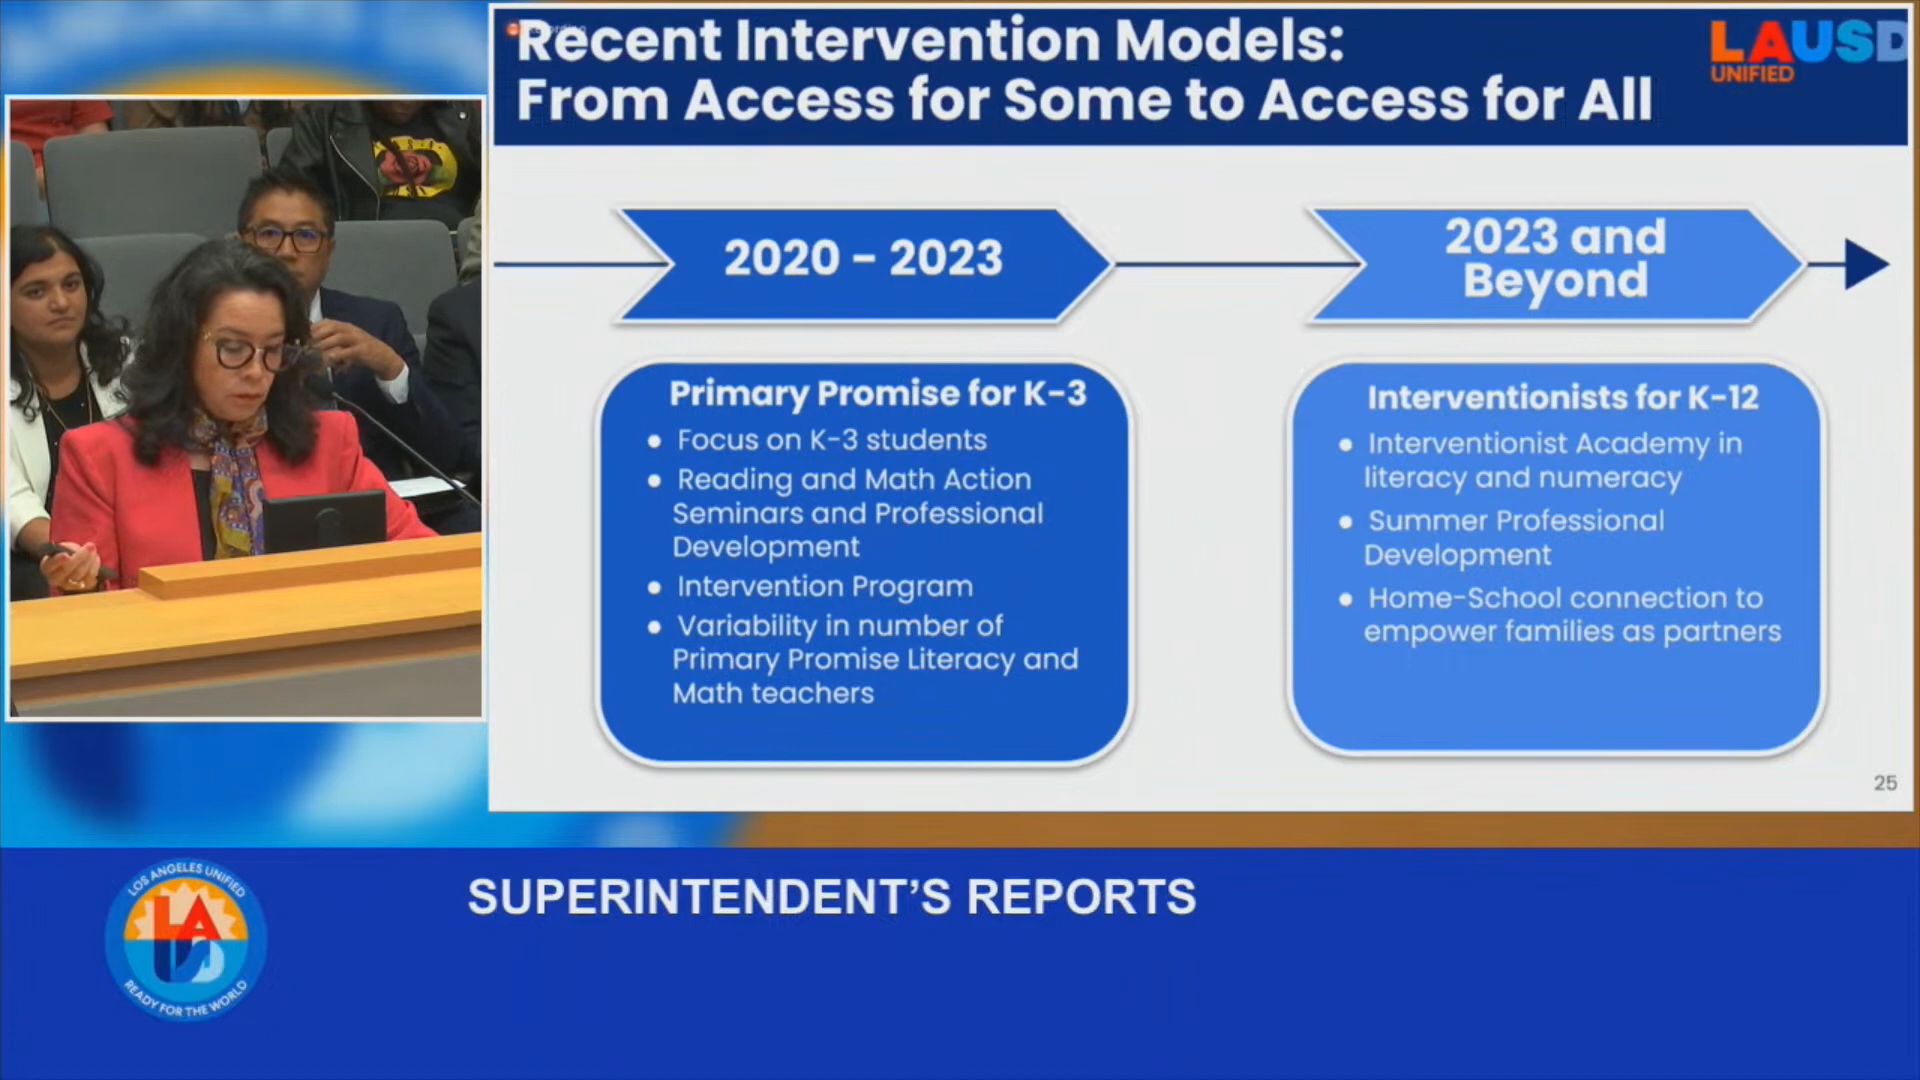 Recent Intervention Models:
From Access for Some to Access for All
LAUSD
UNIFIED
2020 - 2023
2023 and
Beyond
Primary Promise for K-3
● Focus on K-3 students
● Reading and Math Action
Seminars and Professional
Development
● Intervention Program
● Variability in number of
Primary Promise Literacy and
Math teachers
Interventionists for K-12
● Interventionist Academy in
literacy and numeracy
● Summer Professional
Development
● Home-School connection to
empower families as partners
25
SUPERINTENDENT'S REPORTS
LOS ANGELES UNIFIED
LA
US
READY FOR THE WORLD